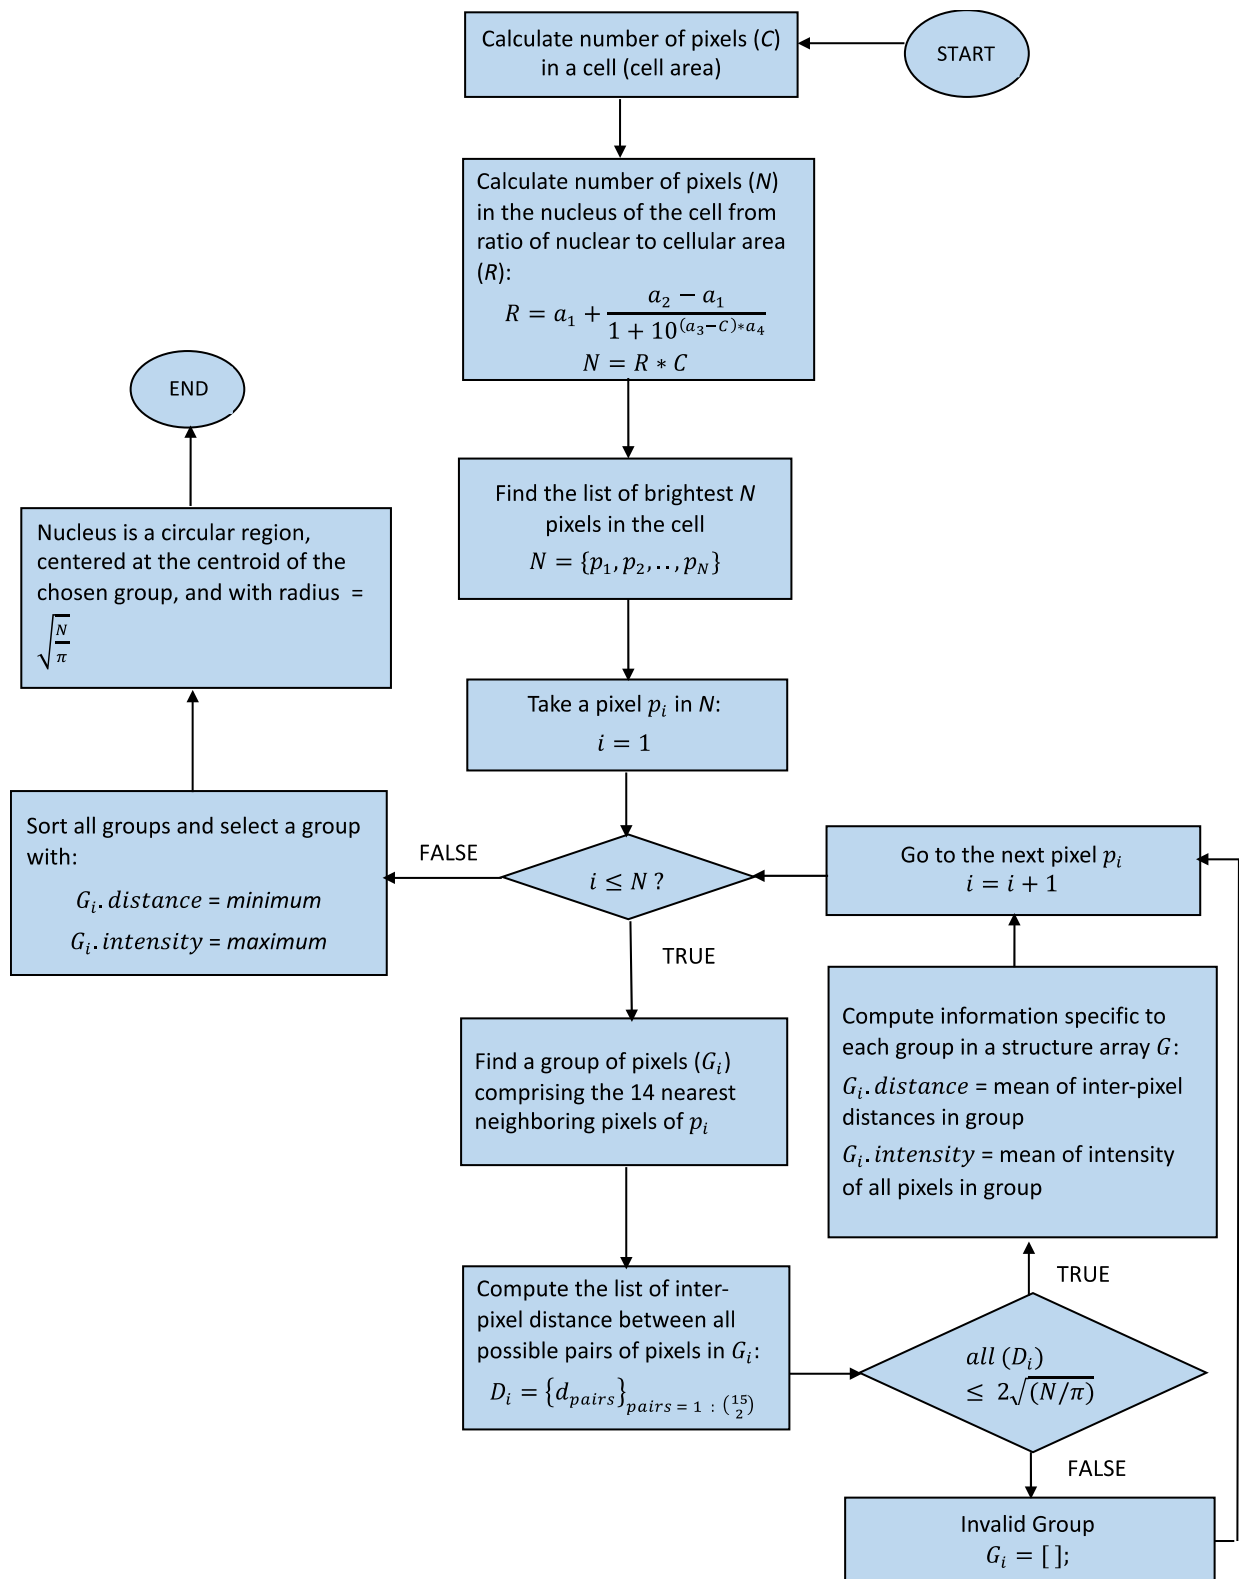 START
Calculate number of pixels (C)
in a cell (cell area)
Calculate number of pixels (N)
in the nucleus of the cell from
ratio of nuclear to cellular area
(R):
R = a₁ + (a₂ − a₁) / (1 + 10^((a₃−C)∗a₄))
N = R ∗ C
Find the list of brightest N
pixels in the cell
N = {p₁, p₂, . . , p_N}
Take a pixel pᵢ in N:
i = 1
i ≤ N ?
FALSE
TRUE
Find a group of pixels (Gᵢ)
comprising the 14 nearest
neighboring pixels of pᵢ
Compute the list of inter-
pixel distance between all
possible pairs of pixels in Gᵢ:
Dᵢ = {d_pairs}_pairs = 1 : (15 2)
all (Dᵢ)
≤ 2√(N/π)
TRUE
FALSE
Invalid Group
Gᵢ = [ ];
Compute information specific to
each group in a structure array G:
Gᵢ. distance = mean of inter-pixel
distances in group
Gᵢ. intensity = mean of intensity
of all pixels in group
Go to the next pixel pᵢ
i = i + 1
Sort all groups and select a group
with:
Gᵢ. distance = minimum
Gᵢ. intensity = maximum
Nucleus is a circular region,
centered at the centroid of the
chosen group, and with radius =
√(N/π)
END